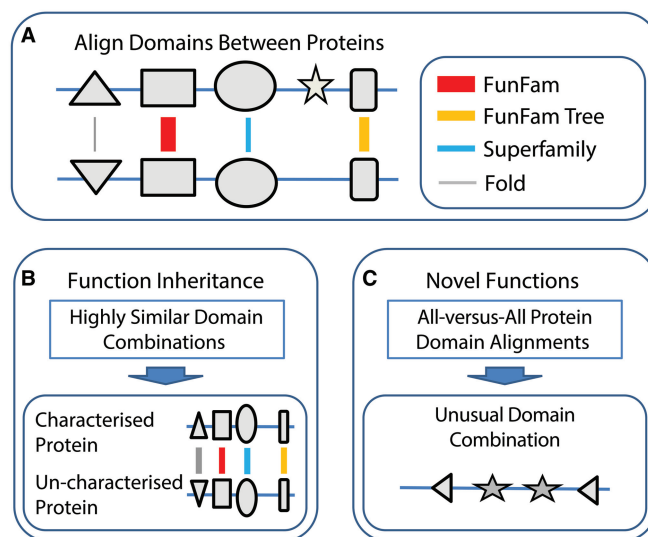 A
Align Domains Between Proteins
FunFam
FunFam Tree
Superfamily
Fold
B
Function Inheritance
Highly Similar Domain
Combinations
Characterised
Protein
Un-characterised
Protein
C
Novel Functions
All-versus-All Protein
Domain Alignments
Unusual Domain
Combination